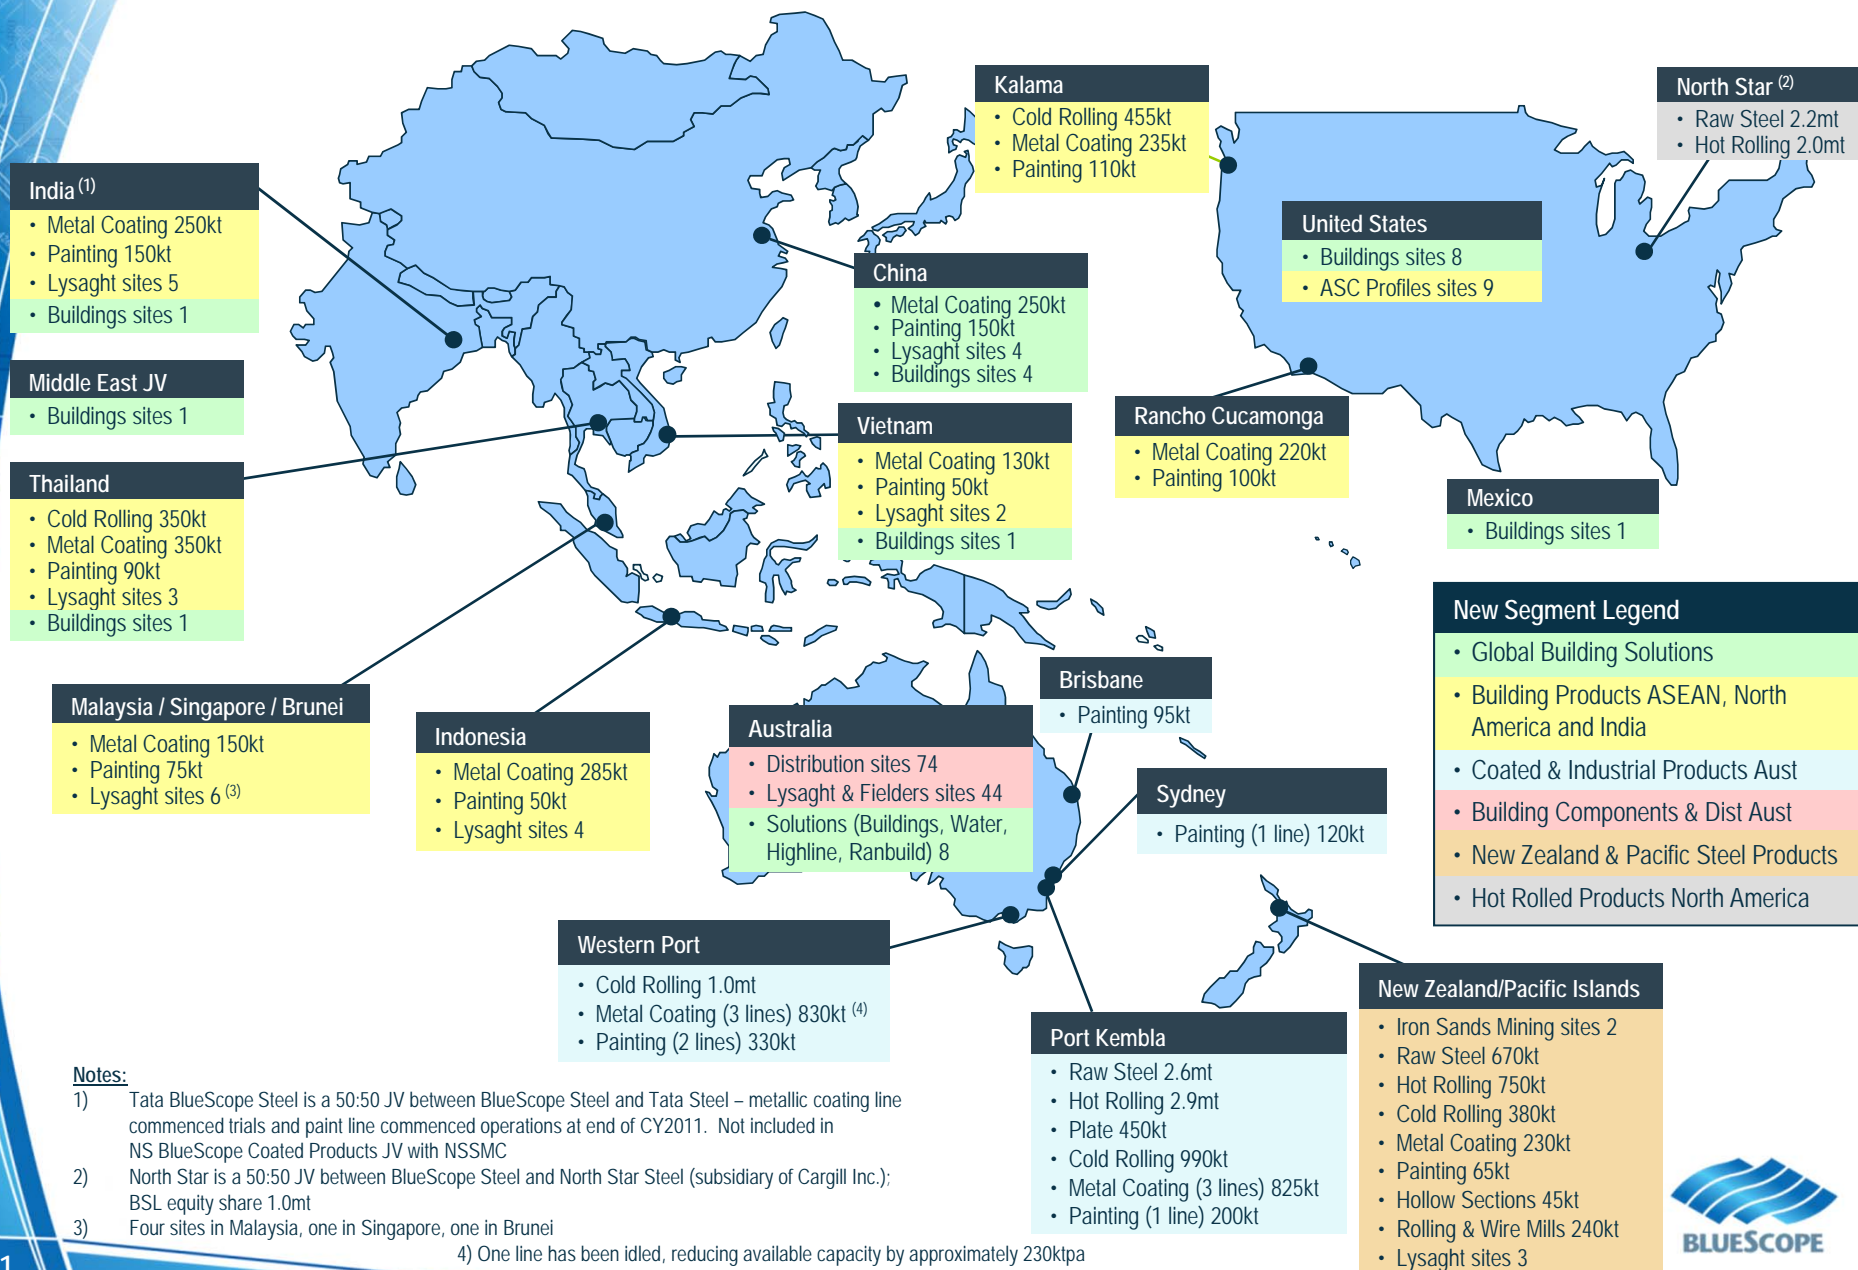 Kalama
• Cold Rolling 455kt
• Metal Coating 235kt
• Painting 110kt
North Star (2)
• Raw Steel 2.2mt
• Hot Rolling 2.0mt
India (1)
• Metal Coating 250kt
• Painting 150kt
• Lysaght sites 5
• Buildings sites 1
United States
• Buildings sites 8
• ASC Profiles sites 9
China
• Metal Coating 250kt
• Painting 150kt
• Lysaght sites 4
• Buildings sites 4
Middle East JV
• Buildings sites 1
Vietnam
• Metal Coating 130kt
• Painting 50kt
• Lysaght sites 2
• Buildings sites 1
Rancho Cucamonga
• Metal Coating 220kt
• Painting 100kt
Thailand
• Cold Rolling 350kt
• Metal Coating 350kt
• Painting 90kt
• Lysaght sites 3
• Buildings sites 1
Mexico
• Buildings sites 1
New Segment Legend
• Global Building Solutions
• Building Products ASEAN, North
America and India
• Coated & Industrial Products Aust
• Building Components & Dist Aust
• New Zealand & Pacific Steel Products
• Hot Rolled Products North America
Malaysia / Singapore / Brunei
• Metal Coating 150kt
• Painting 75kt
• Lysaght sites 6 (3)
Indonesia
• Metal Coating 285kt
• Painting 50kt
• Lysaght sites 4
Australia
• Distribution sites 74
• Lysaght & Fielders sites 44
• Solutions (Buildings, Water,
Highline, Ranbuild) 8
Brisbane
• Painting 95kt
Sydney
• Painting (1 line) 120kt
Western Port
• Cold Rolling 1.0mt
• Metal Coating (3 lines) 830kt (4)
• Painting (2 lines) 330kt
Port Kembla
• Raw Steel 2.6mt
• Hot Rolling 2.9mt
• Plate 450kt
• Cold Rolling 990kt
• Metal Coating (3 lines) 825kt
• Painting (1 line) 200kt
New Zealand/Pacific Islands
• Iron Sands Mining sites 2
• Raw Steel 670kt
• Hot Rolling 750kt
• Cold Rolling 380kt
• Metal Coating 230kt
• Painting 65kt
• Hollow Sections 45kt
• Rolling & Wire Mills 240kt
• Lysaght sites 3
Notes:
1) Tata BlueScope Steel is a 50:50 JV between BlueScope Steel and Tata Steel – metallic coating line
commenced trials and paint line commenced operations at end of CY2011. Not included in
NS BlueScope Coated Products JV with NSSMC
2) North Star is a 50:50 JV between BlueScope Steel and North Star Steel (subsidiary of Cargill Inc.);
BSL equity share 1.0mt
3) Four sites in Malaysia, one in Singapore, one in Brunei
4) One line has been idled, reducing available capacity by approximately 230ktpa
BLUESCOPE
1